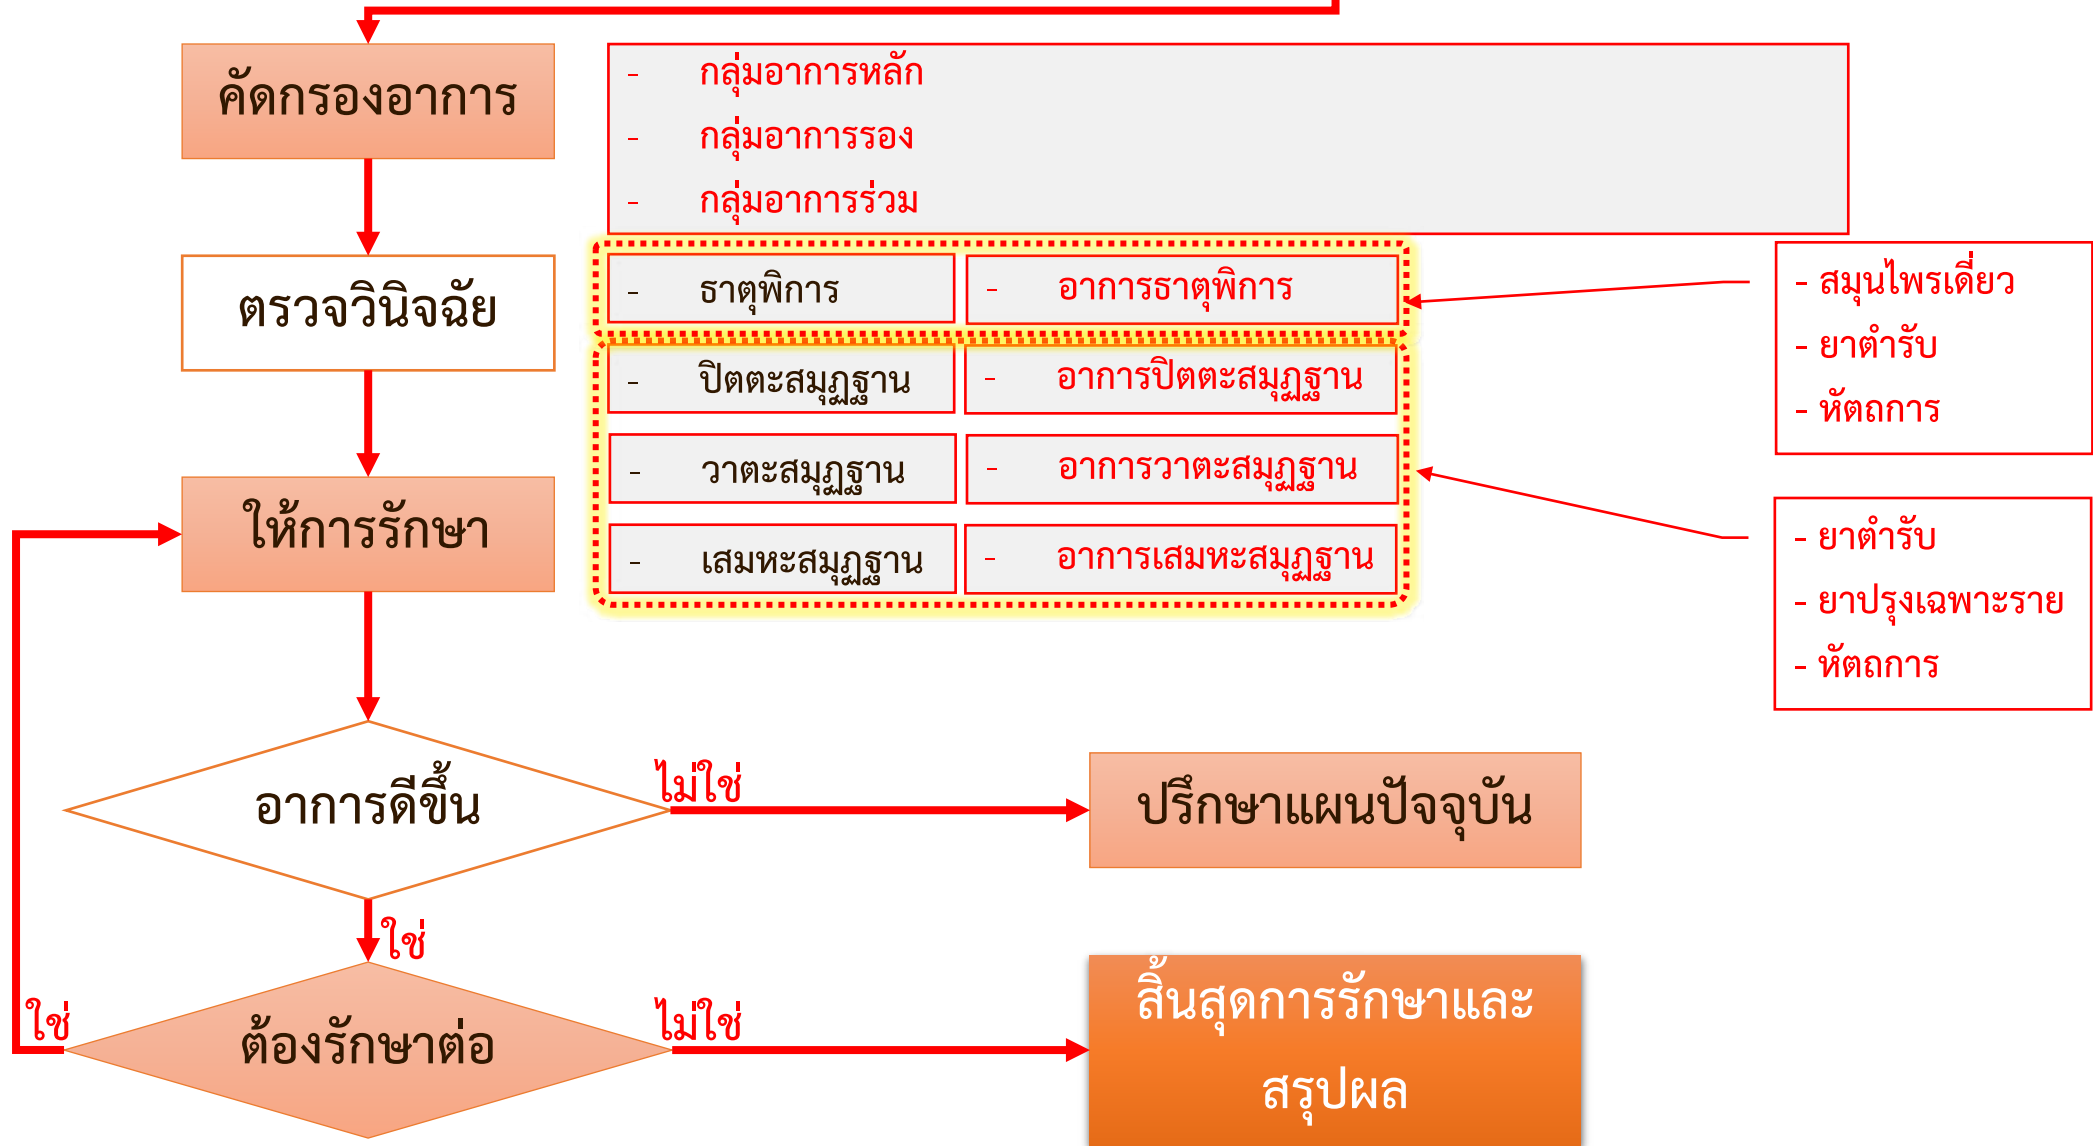 คัดกรองอาการ
- กลุ่มอาการหลัก
- กลุ่มอาการรอง
- กลุ่มอาการร่วม
ตรวจวินิจฉัย
- ธาตุพิการ
- อาการธาตุพิการ
- ปิตตะสมุฏฐาน
- อาการปิตตะสมุฏฐาน
- วาตะสมุฏฐาน
- อาการวาตะสมุฏฐาน
- เสมหะสมุฏฐาน
- อาการเสมหะสมุฏฐาน
- สมุนไพรเดี่ยว
- ยาตำรับ
- หัตถการ
- ยาตำรับ
- ยาปรุงเฉพาะราย
- หัตถการ
ให้การรักษา
อาการดีขึ้น
ไม่ใช่
ปรึกษาแผนปัจจุบัน
ใช่
ต้องรักษาต่อ
ใช่
ไม่ใช่
สิ้นสุดการรักษาและ
สรุปผล